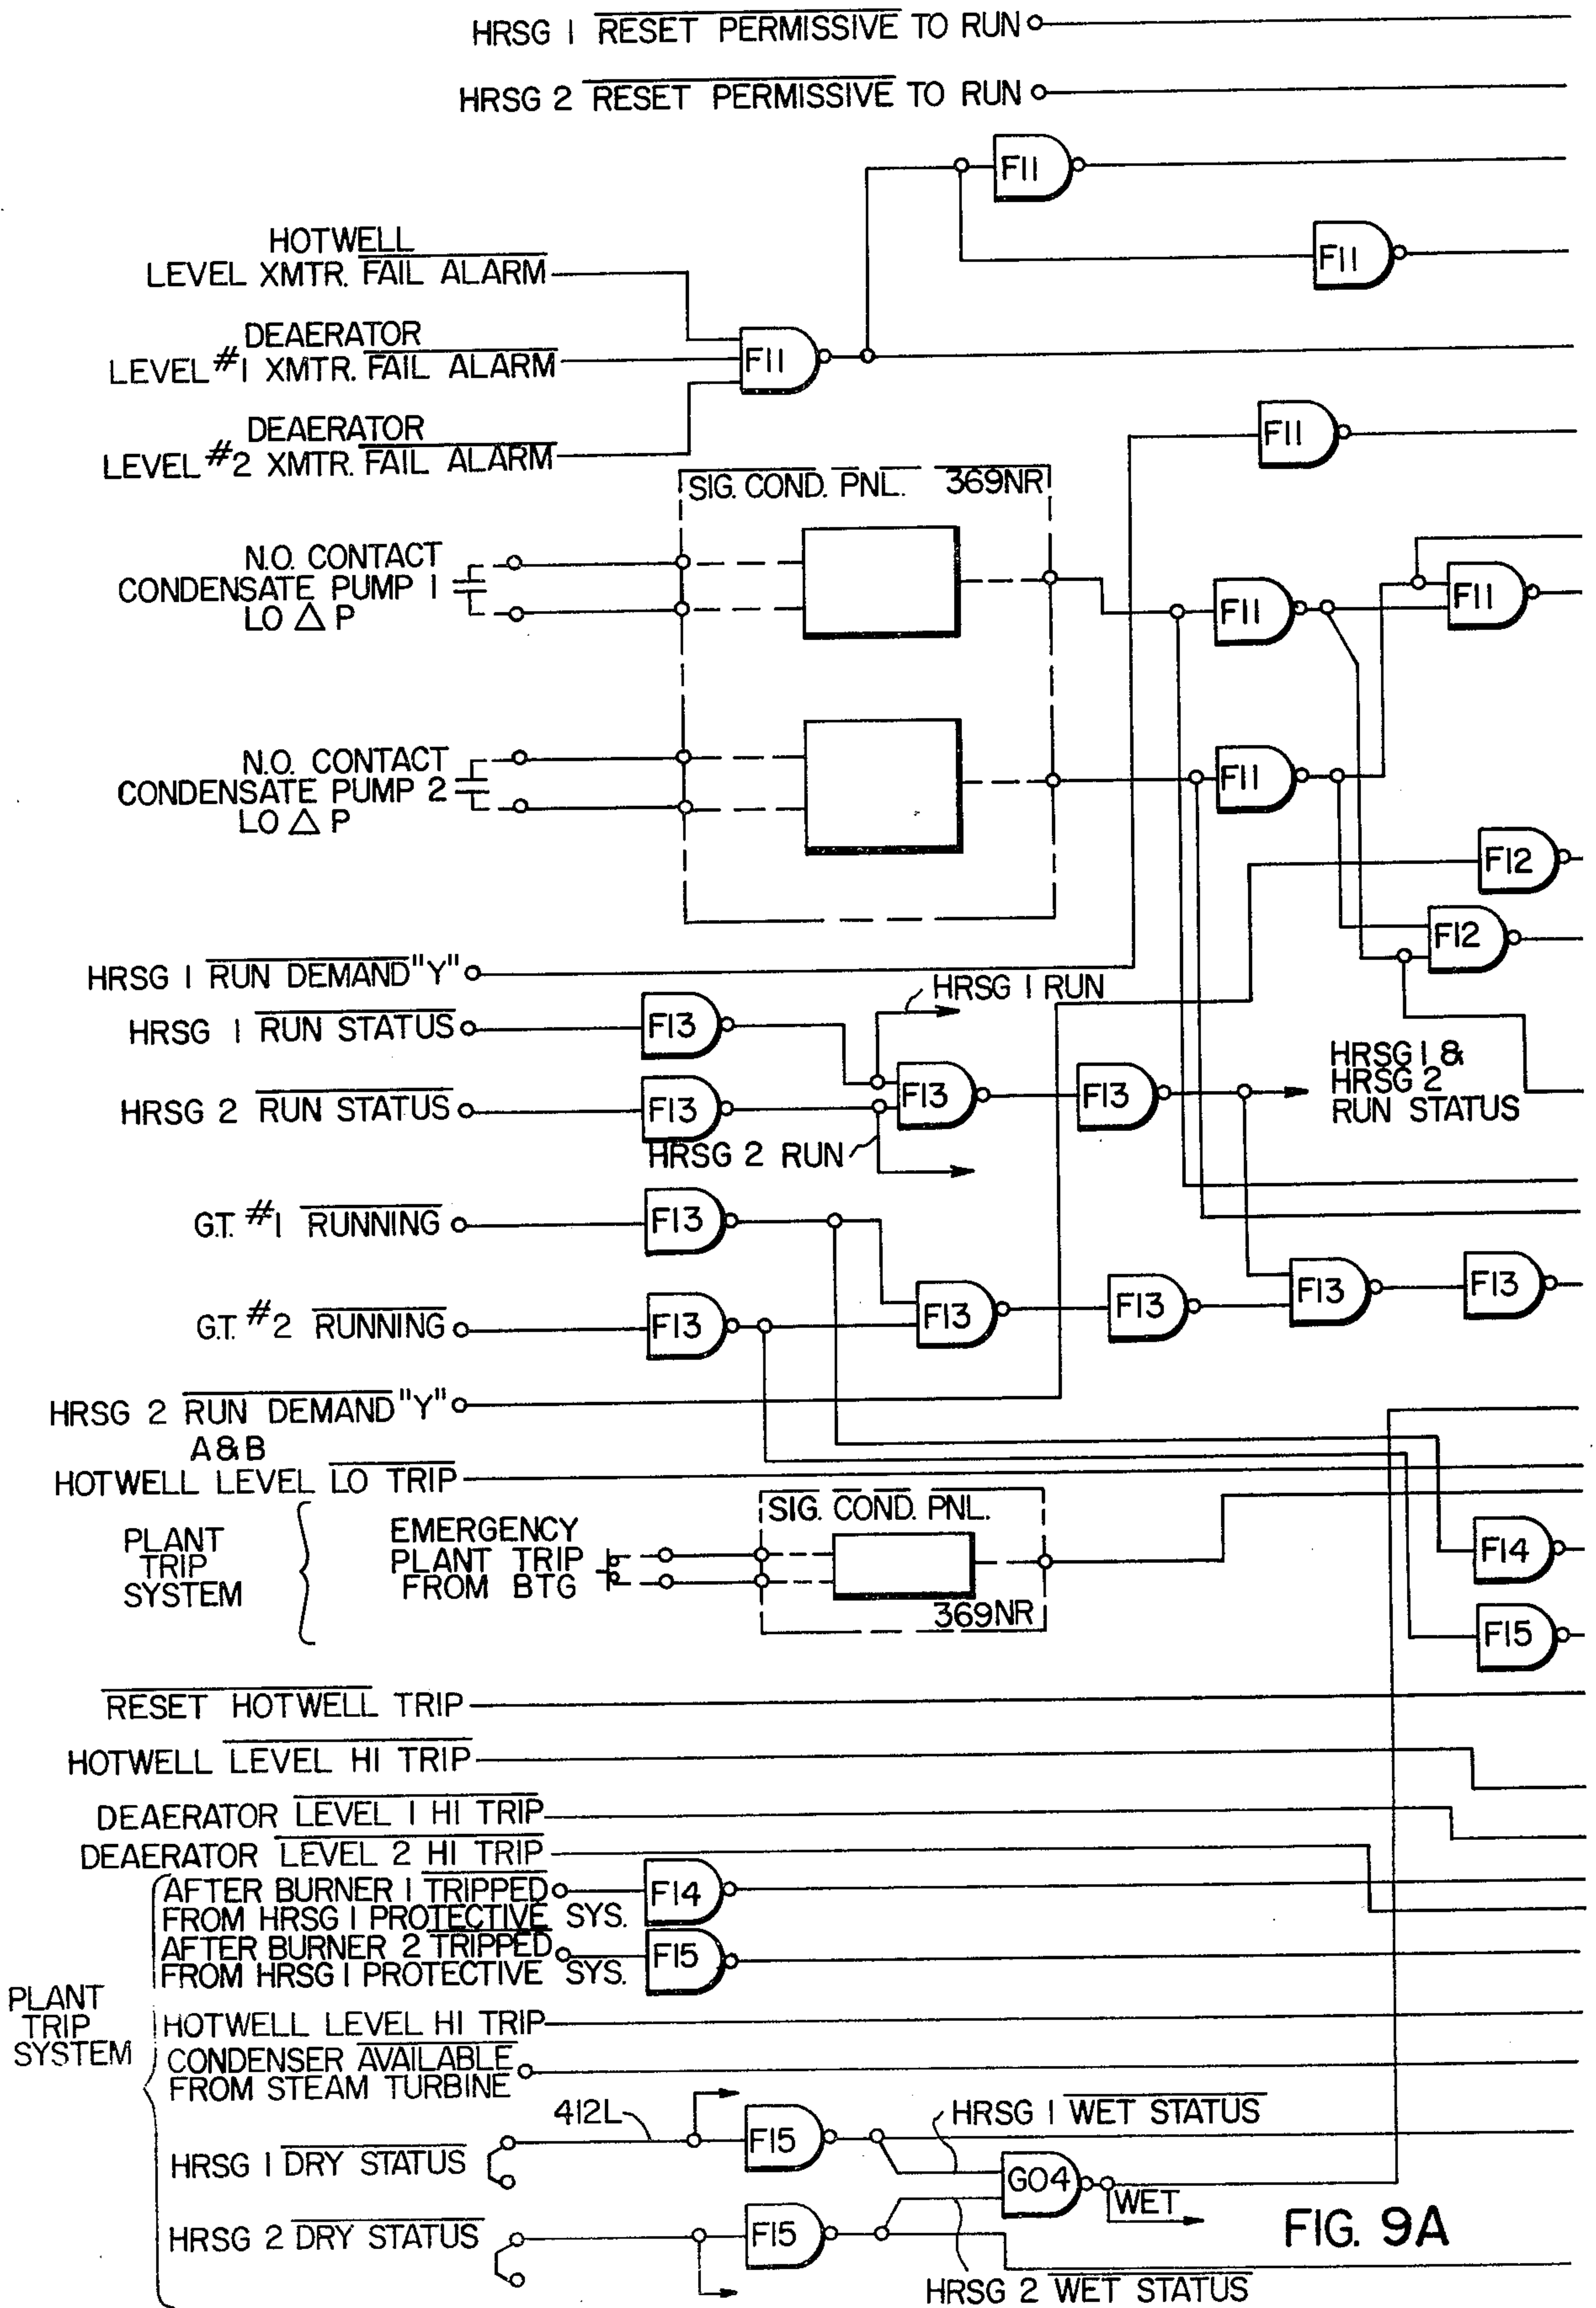 HRSG 1 RESET PERMISSIVE TO RUN
HRSG 2 RESET PERMISSIVE TO RUN
F11
F11
HOTWELL
LEVEL XMTR. FAIL ALARM
DEAERATOR
LEVEL #1 XMTR. FAIL ALARM
F11
DEAERATOR
LEVEL #2 XMTR. FAIL ALARM
F11
SIG. COND. PNL. 369NR
N.O. CONTACT
CONDENSATE PUMP 1
LO △ P
F11
F11
N.O. CONTACT
CONDENSATE PUMP 2
LO △ P
F11
F12
F12
HRSG 1 RUN DEMAND "Y"
HRSG 1 RUN
HRSG 1 RUN STATUS
F13
HRSG 1 &
HRSG 2
RUN STATUS
HRSG 2 RUN STATUS
F13
F13
F13
HRSG 2 RUN
G.T. #1 RUNNING
F13
G.T. #2 RUNNING
F13
F13
F13
F13
F13
HRSG 2 RUN DEMAND "Y"
A & B
HOTWELL LEVEL LO TRIP
PLANT
TRIP
SYSTEM
EMERGENCY
PLANT TRIP
FROM BTG
SIG. COND. PNL.
369NR
F14
F15
RESET HOTWELL TRIP
HOTWELL LEVEL HI TRIP
DEAERATOR LEVEL 1 HI TRIP
DEAERATOR LEVEL 2 HI TRIP
AFTER BURNER 1 TRIPPED
FROM HRSG 1 PROTECTIVE SYS.
F14
AFTER BURNER 2 TRIPPED
FROM HRSG 1 PROTECTIVE SYS.
F15
PLANT
TRIP
SYSTEM
HOTWELL LEVEL HI TRIP
CONDENSER AVAILABLE
FROM STEAM TURBINE
412L
HRSG 1 WET STATUS
HRSG 1 DRY STATUS
F15
G04
WET
HRSG 2 DRY STATUS
F15
HRSG 2 WET STATUS
FIG. 9A